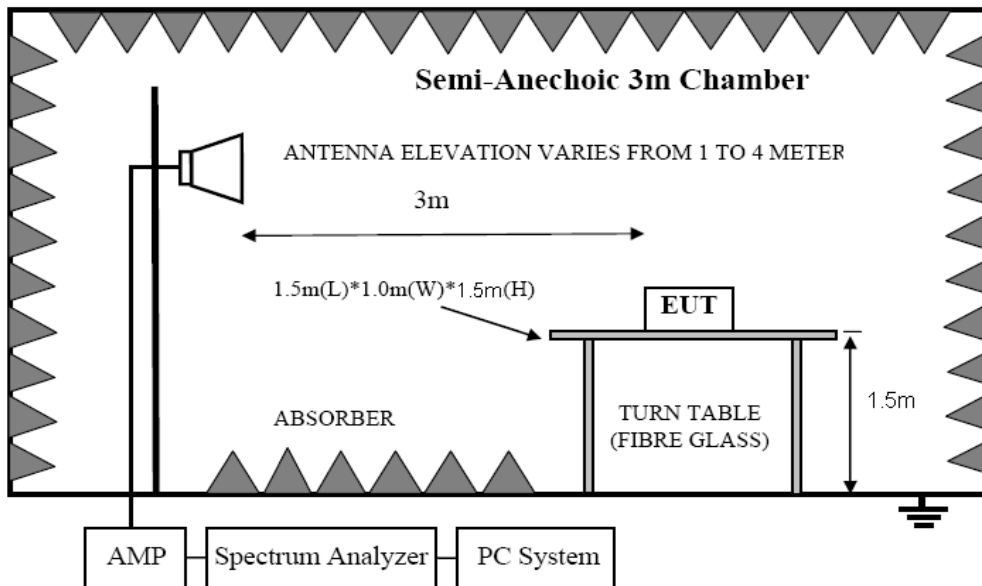 Semi-Anechoic 3m Chamber
ANTENNA ELEVATION VARIES FROM 1 TO 4 METER
3m
1.5m(L)*1.0m(W)*1.5m(H)
EUT
1.5m
ABSORBER
TURN TABLE
(FIBRE GLASS)
AMP
Spectrum Analyzer
PC System